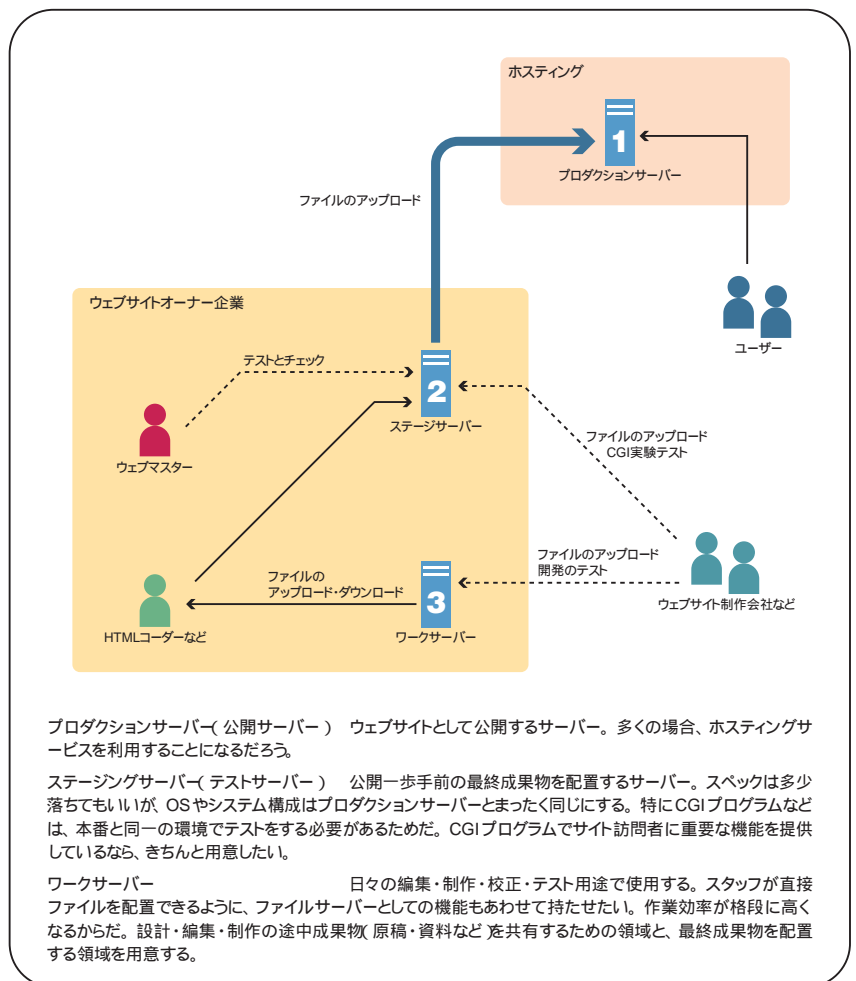 ホスティング
1
プロダクションサーバー
ファイルのアップロード
ユーザー
ウェブサイトオーナー企業
テストとチェック
2
ステージサーバー
ウェブマスター
ファイルのアップロード
CGI実験テスト
ファイルのアップロード
開発のテスト
ファイルの
アップロード・ダウンロード
3
ワークサーバー
HTMLコーダーなど
ウェブサイト制作会社など
プロダクションサーバー(公開サーバー) ウェブサイトとして公開するサーバー。多くの場合、ホスティングサ
ービスを利用することになるだろう。
ステージングサーバー(テストサーバー) 公開一歩手前の最終成果物を配置するサーバー。スペックは多少
落ちてもいいが、OSやシステム構成はプロダクションサーバーとまったく同じにする。特にCGIプログラムなど
は、本番と同一の環境でテストをする必要があるためだ。CGIプログラムでサイト訪問者に重要な機能を提供
しているなら、きちんと用意したい。
ワークサーバー 日々の編集・制作・校正・テスト用途で使用する。スタッフが直接
ファイルを配置できるように、ファイルサーバーとしての機能もあわせて持たせたい。作業効率が格段に高く
なるからだ。設計・編集・制作の途中成果物(原稿・資料など)を共有するための領域と、最終成果物を配置
する領域を用意する。